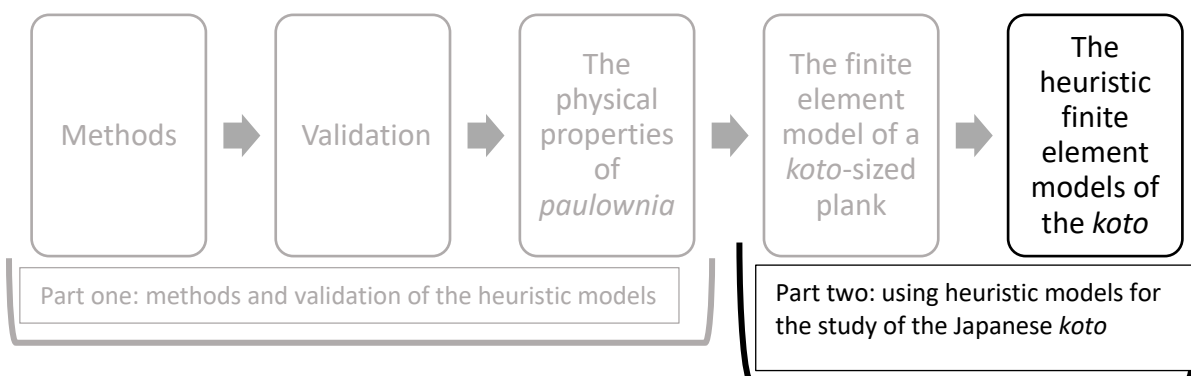 Methods
Validation
The
physical
properties
of
paulownia
The finite
element
model of a
koto-sized
plank
The
heuristic
finite
element
models of
the koto
Part one: methods and validation of the heuristic models
Part two: using heuristic models for
the study of the Japanese koto